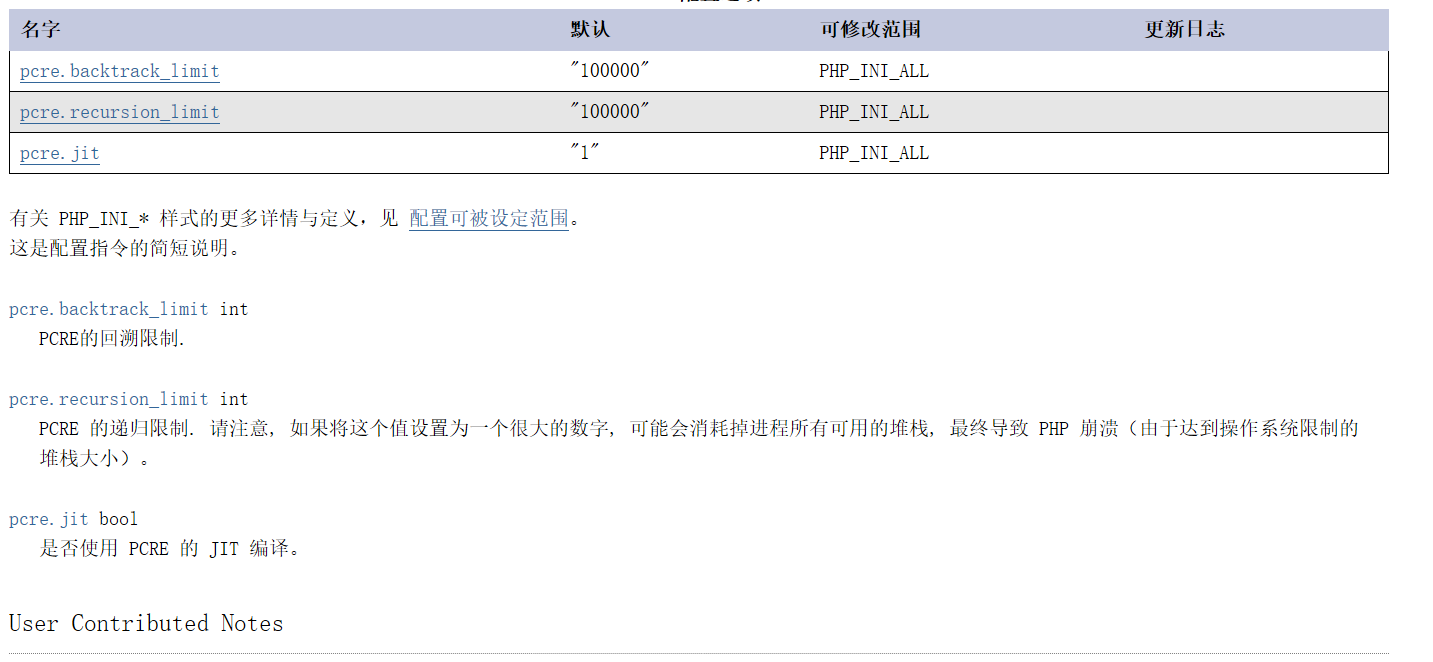 名字 默认 可修改范围 更新日志
pcre.backtrack_limit "100000" PHP_INI_ALL
pcre.recursion_limit "100000" PHP_INI_ALL
pcre.jit "1" PHP_INI_ALL
有关 PHP_INI_* 样式的更多详情与定义，见 配置可被设定范围。
这是配置指令的简短说明。
pcre.backtrack_limit int
PCRE的回溯限制.
pcre.recursion_limit int
PCRE 的递归限制. 请注意, 如果将这个值设置为一个很大的数字, 可能会消耗掉进程所有可用的堆栈, 最终导致 PHP 崩溃（由于达到操作系统限制的
堆栈大小）。
pcre.jit bool
是否使用 PCRE 的 JIT 编译。
User Contributed Notes